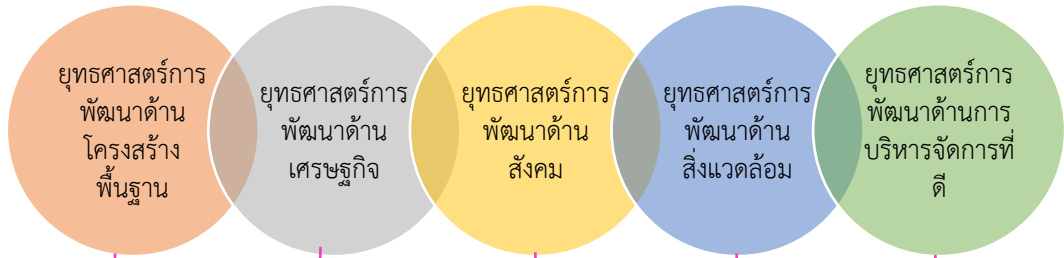 ยุทธศาสตร์การ
พัฒนาด้าน
โครงสร้าง
พื้นฐาน
ยุทธศาสตร์การ
พัฒนาด้าน
เศรษฐกิจ
ยุทธศาสตร์การ
พัฒนาด้าน
สังคม
ยุทธศาสตร์การ
พัฒนาด้าน
สิ่งแวดล้อม
ยุทธศาสตร์การ
พัฒนาด้านการ
บริหารจัดการที่
ดี